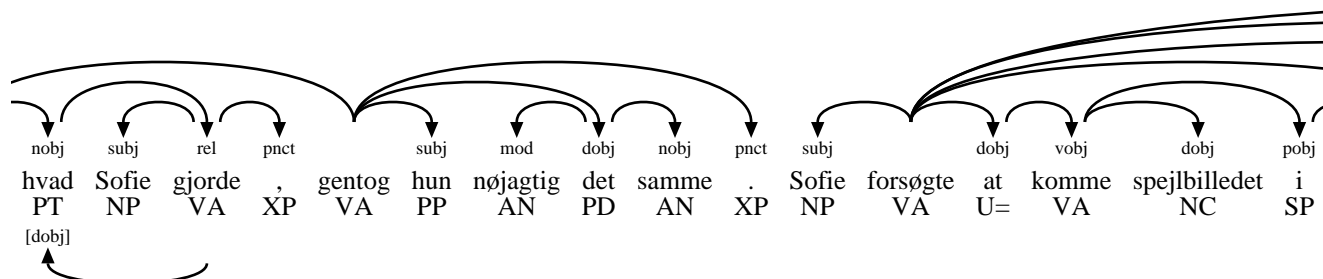 nobj subj rel pnct subj mod dobj nobj pnct subj dobj vobj dobj pobj
hvad Sofie gjorde , gentog hun nøjagtig det samme . Sofie forsøgte at komme spejlbilledet i
PT NP VA XP VA PP AN PD AN XP NP VA U= VA NC SP
[dobj]